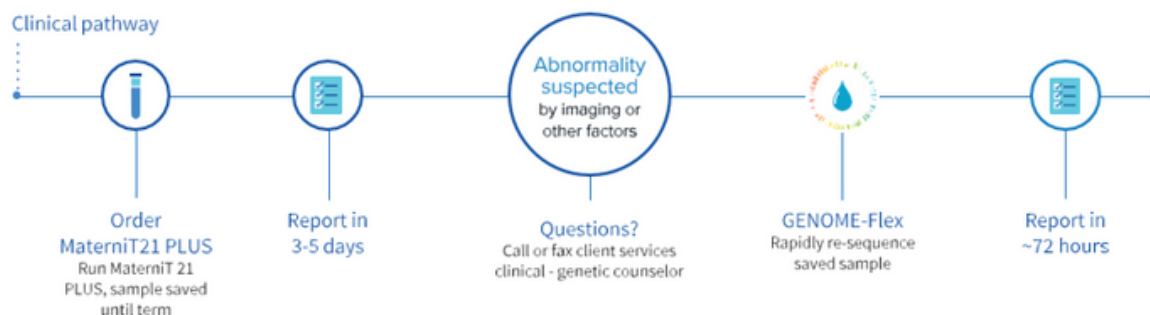 Clinical pathway
Order
MaterniT21 PLUS
Run MaterniT 21
PLUS, sample saved
until term
Report in
3-5 days
Abnormality
suspected
by imaging or
other factors
Questions?
Call or fax client services
clinical - genetic counselor
GENOME-Flex
Rapidly re-sequence
saved sample
Report in
~72 hours